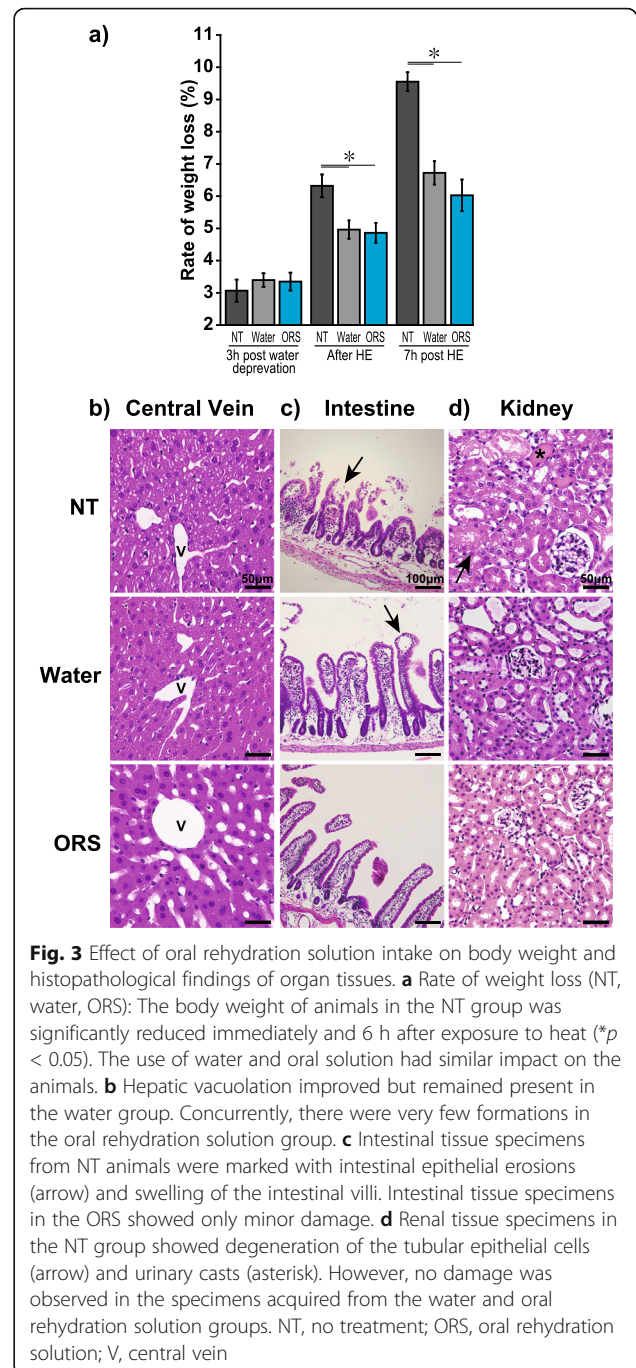 a)
Rate of weight loss (%)
10
9
8
7
6
5
4
3
2
*
*
NT Water ORS NT Water ORS NT Water ORS
3h post water After HE 7h post HE
deprevation
b) Central Vein c) Intestine d) Kidney
NT
V
50μm
100μm
*
50μm
Water
V
ORS
V
Fig. 3 Effect of oral rehydration solution intake on body weight and
histopathological findings of organ tissues. a Rate of weight loss (NT,
water, ORS): The body weight of animals in the NT group was
significantly reduced immediately and 6 h after exposure to heat (*p
< 0.05). The use of water and oral solution had similar impact on the
animals. b Hepatic vacuolation improved but remained present in
the water group. Concurrently, there were very few formations in
the oral rehydration solution group. c Intestinal tissue specimens
from NT animals were marked with intestinal epithelial erosions
(arrow) and swelling of the intestinal villi. Intestinal tissue specimens
in the ORS showed only minor damage. d Renal tissue specimens in
the NT group showed degeneration of the tubular epithelial cells
(arrow) and urinary casts (asterisk). However, no damage was
observed in the specimens acquired from the water and oral
rehydration solution groups. NT, no treatment; ORS, oral rehydration
solution; V, central vein